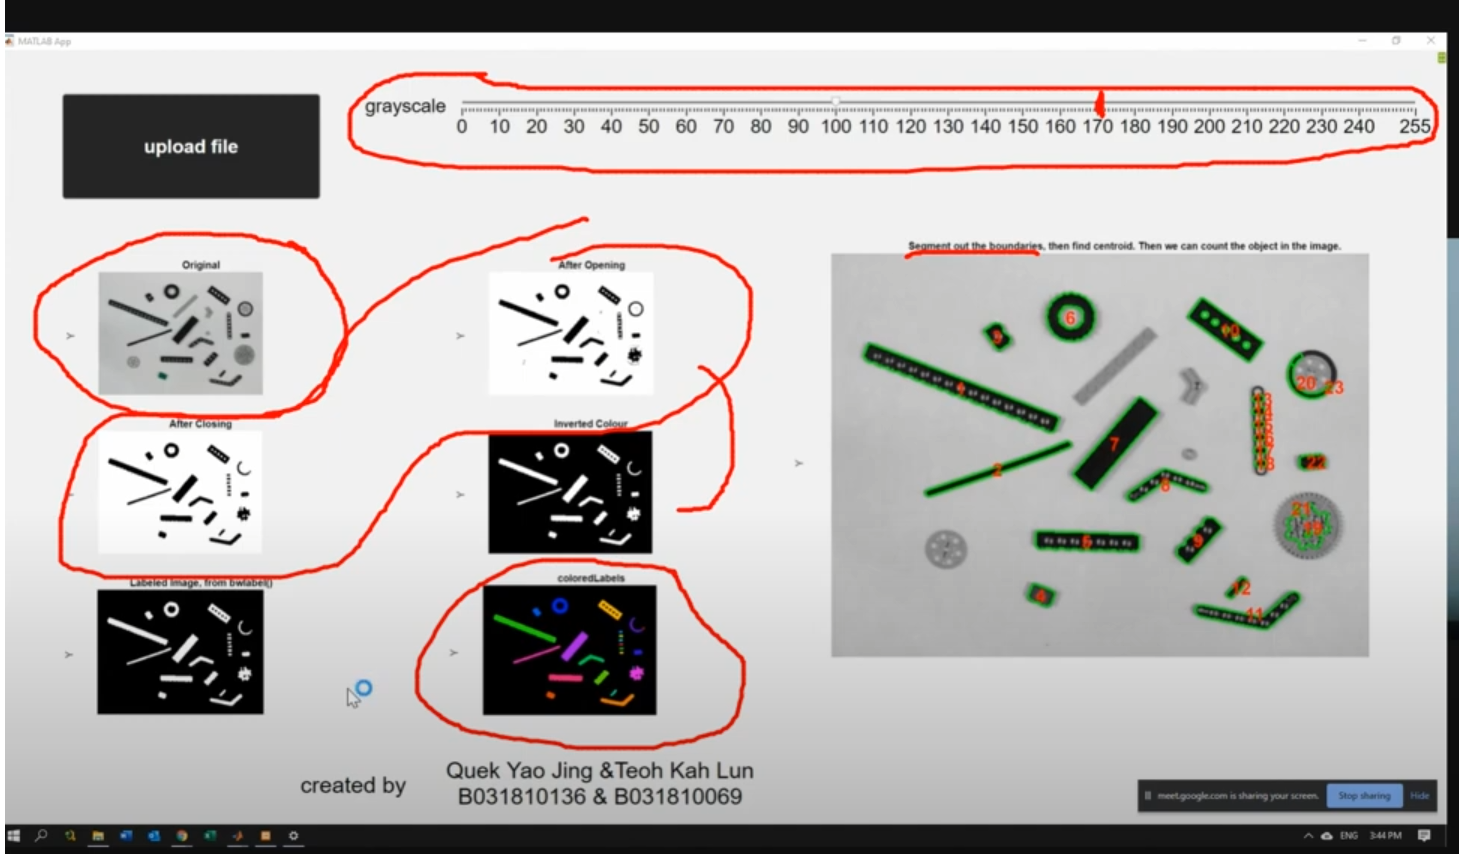 MATLAB App
upload file
grayscale
0 10 20 30 40 50 60 70 80 90 100 110 120 130 140 150 160 170 180 190 200 210 220 230 240 255
Original
Y
After Opening
Y
Segment out the boundaries, then find centroid. Then we can count the object in the image.
Y
6
3
10
1
20
23
7
2
22
8
21
5
9
4
12
11
After Closing
Inverted Colour
Y
Labeled Image, from bwlabel()
Y
coloredLabels
Y
created by
Quek Yao Jing &Teoh Kah Lun
B031810136 & B031810069
meet.google.com is sharing your screen.
Stop sharing
Hide
ENG
3:44 PM